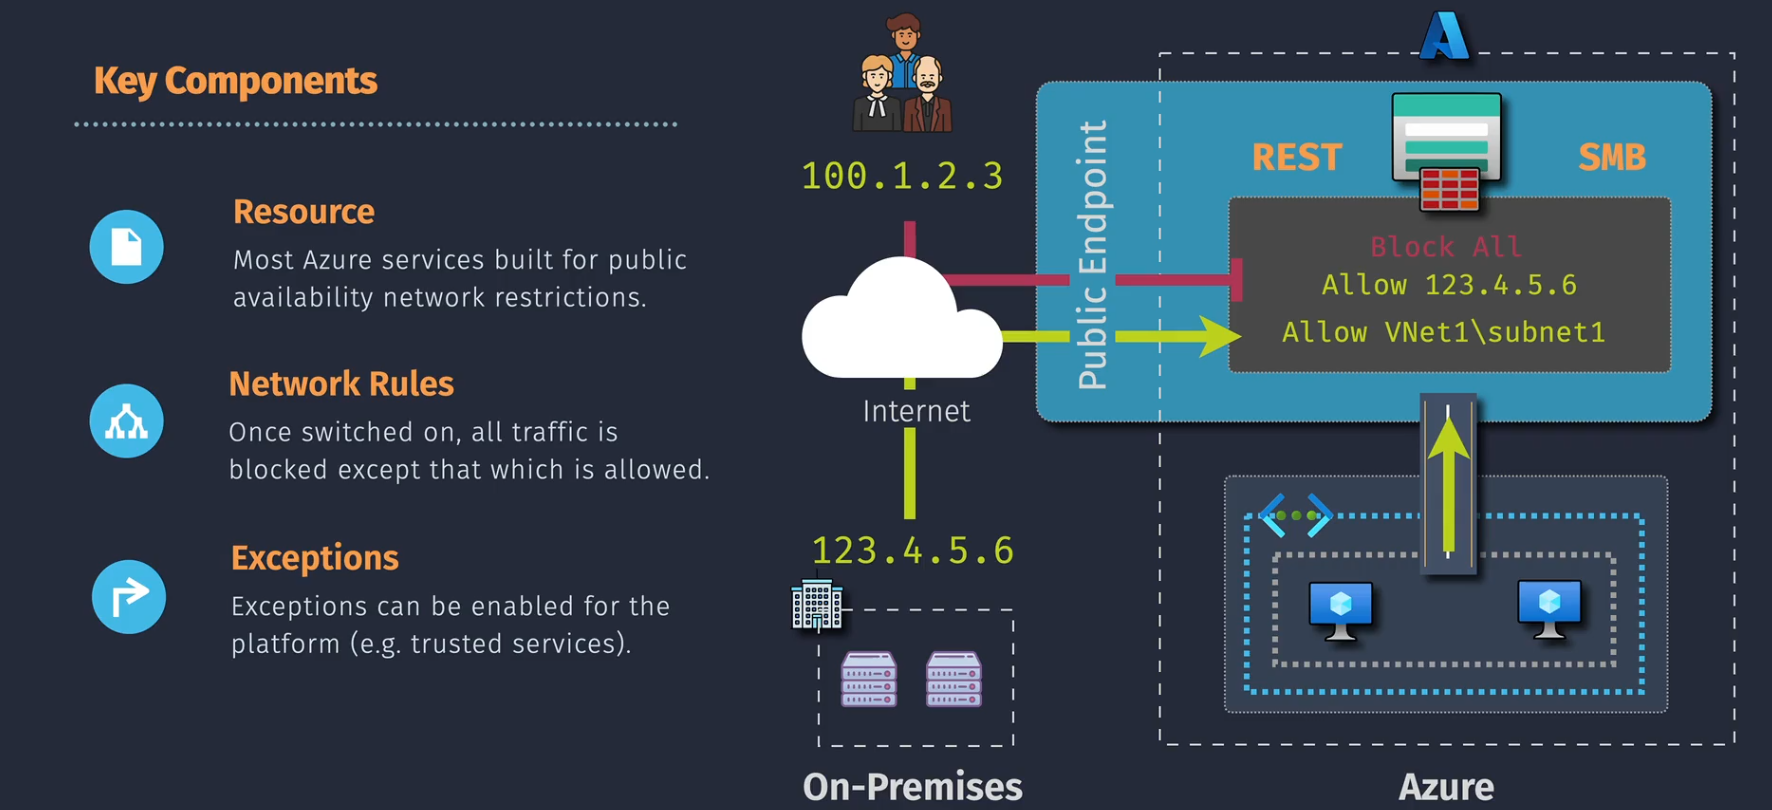 Key Components
Resource
Most Azure services built for public
availability network restrictions.
Network Rules
Once switched on, all traffic is
blocked except that which is allowed.
Exceptions
Exceptions can be enabled for the
platform (e.g. trusted services).
100.1.2.3
Internet
123.4.5.6
On-Premises
Public Endpoint
REST
SMB
Block All
Allow 123.4.5.6
Allow VNet1\subnet1
Azure